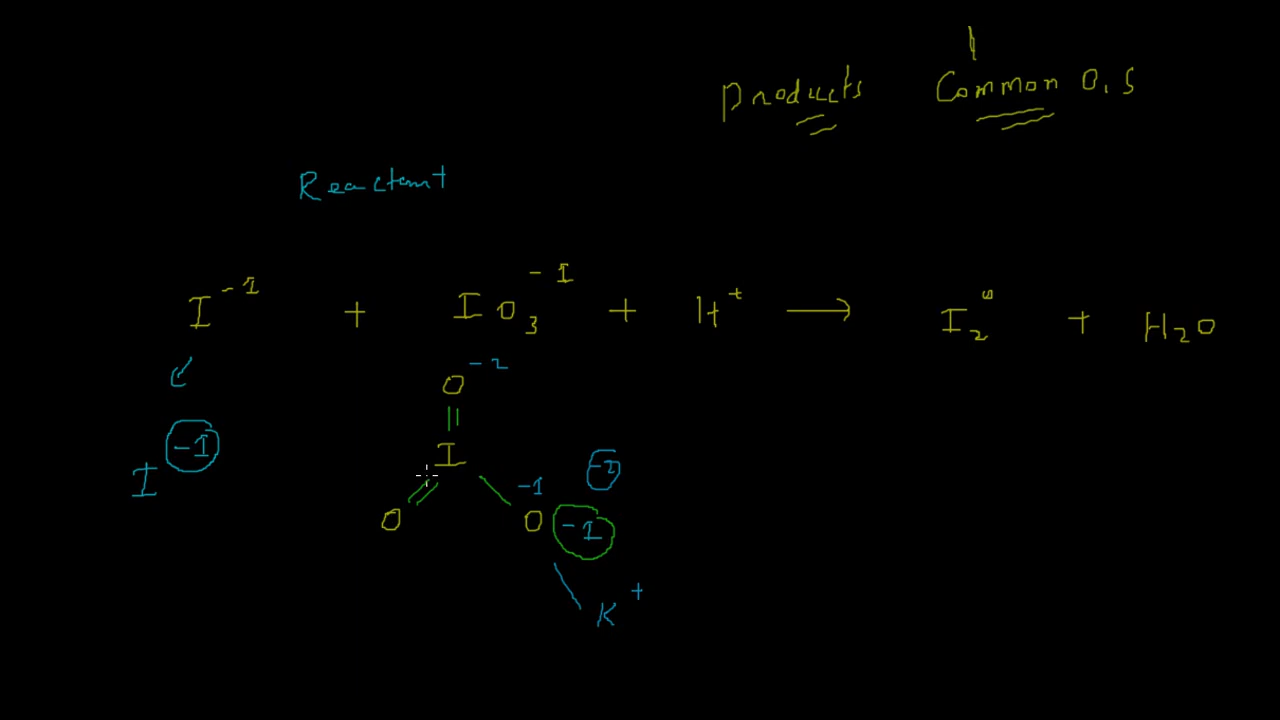 Products Common O.S
Reactant
I⁻¹ + IO₃⁻¹ + H⁺ → I₂⁰ + H₂O
O⁻²
I
I⁻¹
-1 -2
O O -1
K⁺